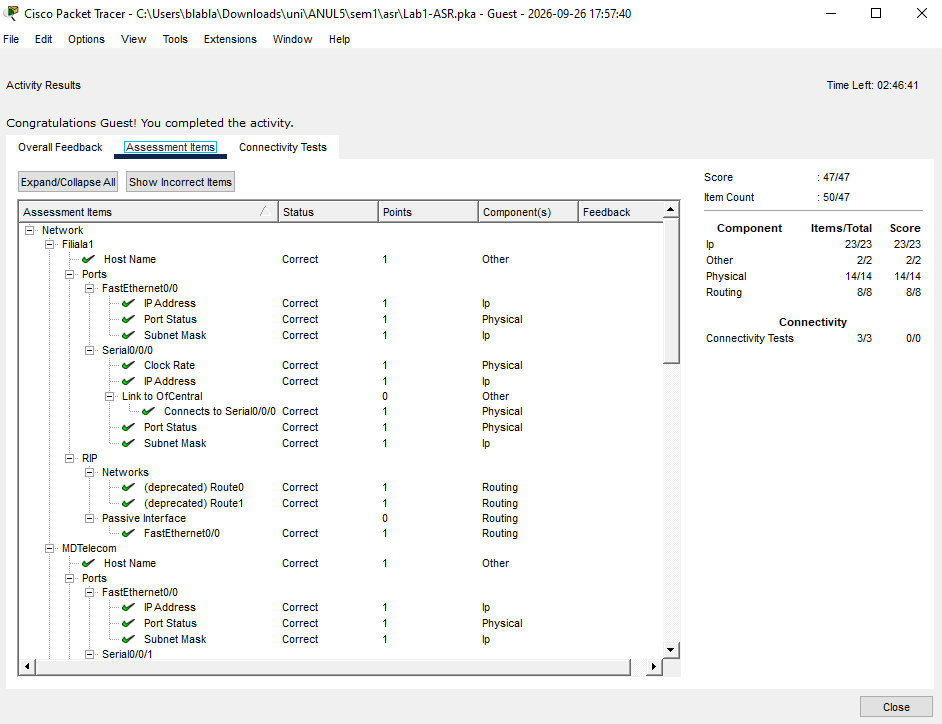 Cisco Packet Tracer - C:\Users\blabla\Downloads\uni\ANUL5\sem1\asr\Lab1-ASR.pka - Guest - 2026-09-26 17:57:40
File Edit Options View Tools Extensions Window Help
Activity Results Time Left: 02:46:41
Congratulations Guest! You completed the activity.
Overall Feedback Assessment Items Connectivity Tests
Expand/Collapse All Show Incorrect Items
Assessment Items Status Points Component(s) Feedback
Network
Filiala1
Host Name Correct 1 Other
Ports
FastEthernet0/0
IP Address Correct 1 Ip
Port Status Correct 1 Physical
Subnet Mask Correct 1 Ip
Serial0/0/0
Clock Rate Correct 1 Physical
IP Address Correct 1 Ip
Link to OfCentral 0 Other
Connects to Serial0/0/0 Correct 1 Physical
Port Status Correct 1 Physical
Subnet Mask Correct 1 Ip
RIP
Networks
(deprecated) Route0 Correct 1 Routing
(deprecated) Route1 Correct 1 Routing
Passive Interface 0 Routing
FastEthernet0/0 Correct 1 Routing
MDTelecom
Host Name Correct 1 Other
Ports
FastEthernet0/0
IP Address Correct 1 Ip
Port Status Correct 1 Physical
Subnet Mask Correct 1 Ip
Serial0/0/1
Score : 47/47
Item Count : 50/47
Component Items/Total Score
Ip 23/23 23/23
Other 2/2 2/2
Physical 14/14 14/14
Routing 8/8 8/8
Connectivity
Connectivity Tests 3/3 0/0
Close